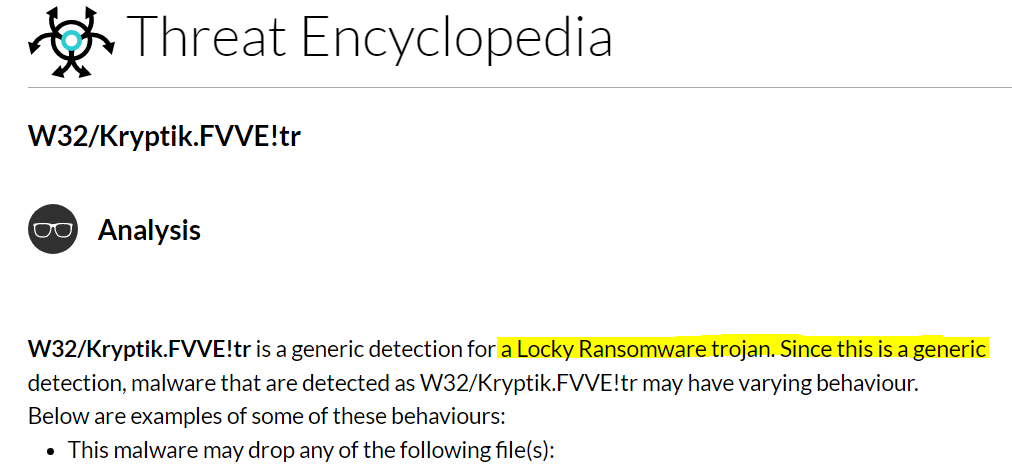 Threat Encyclopedia
W32/Kryptik.FVVE!tr
Analysis
W32/Kryptik.FVVE!tr is a generic detection for a Locky Ransomware trojan. Since this is a generic
detection, malware that are detected as W32/Kryptik.FVVE!tr may have varying behaviour.
Below are examples of some of these behaviours:
• This malware may drop any of the following file(s):